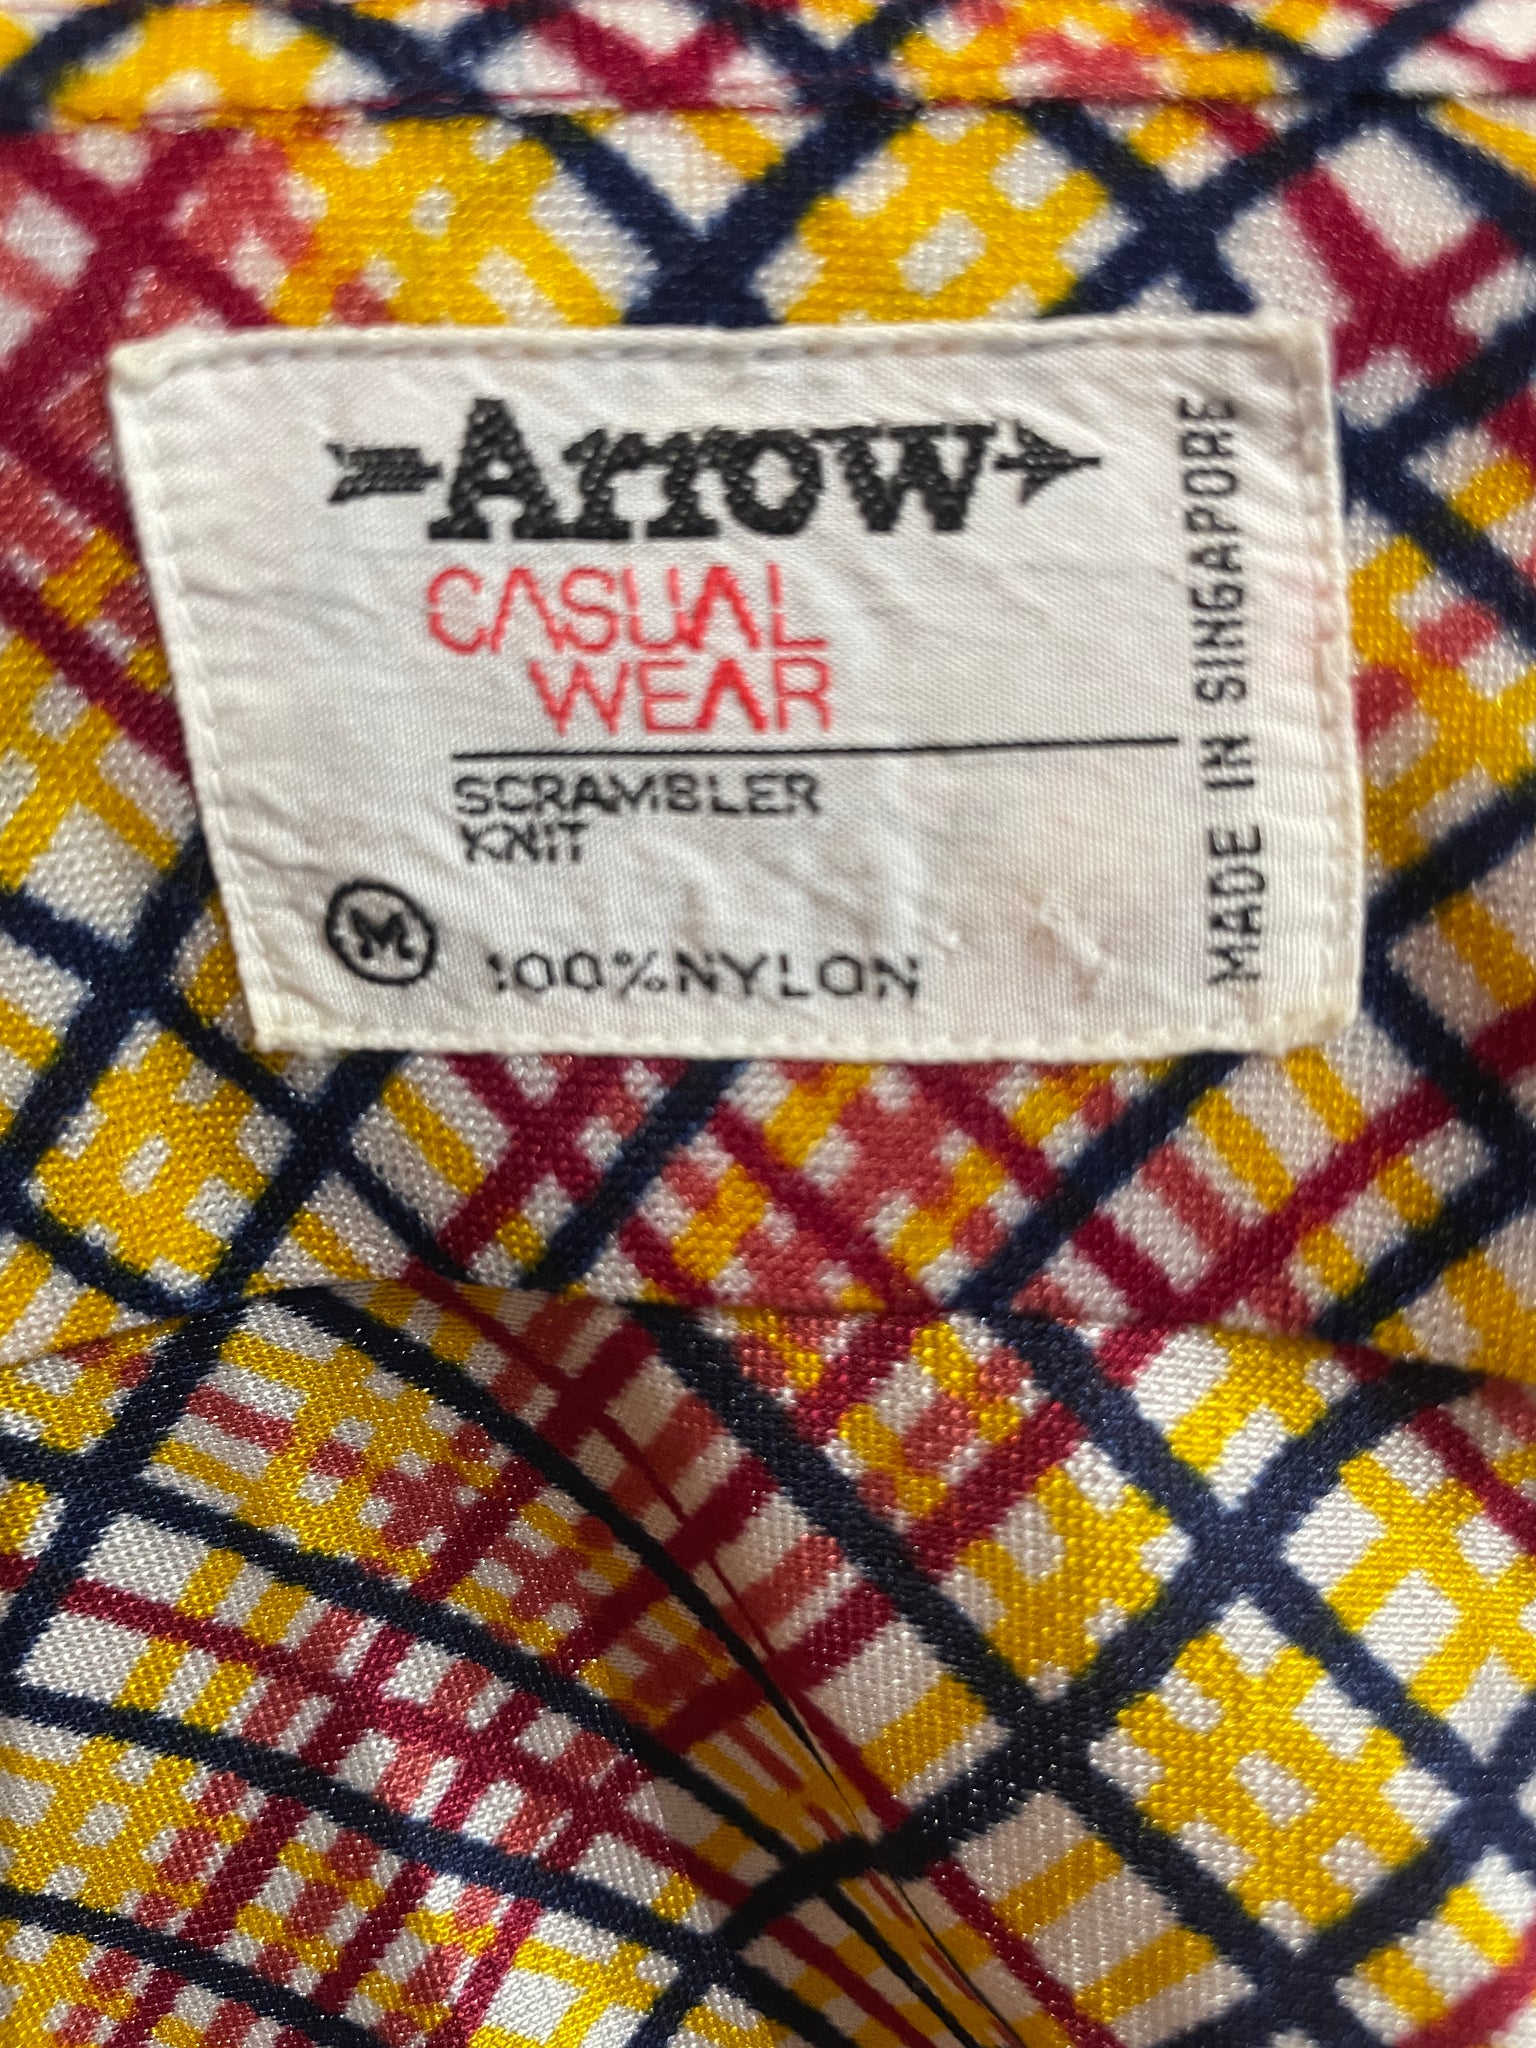 Arrow
CASUAL
WEAR
SCRAMBLER
KNIT
M
100%NYLON
MADE IN SINGAPORE